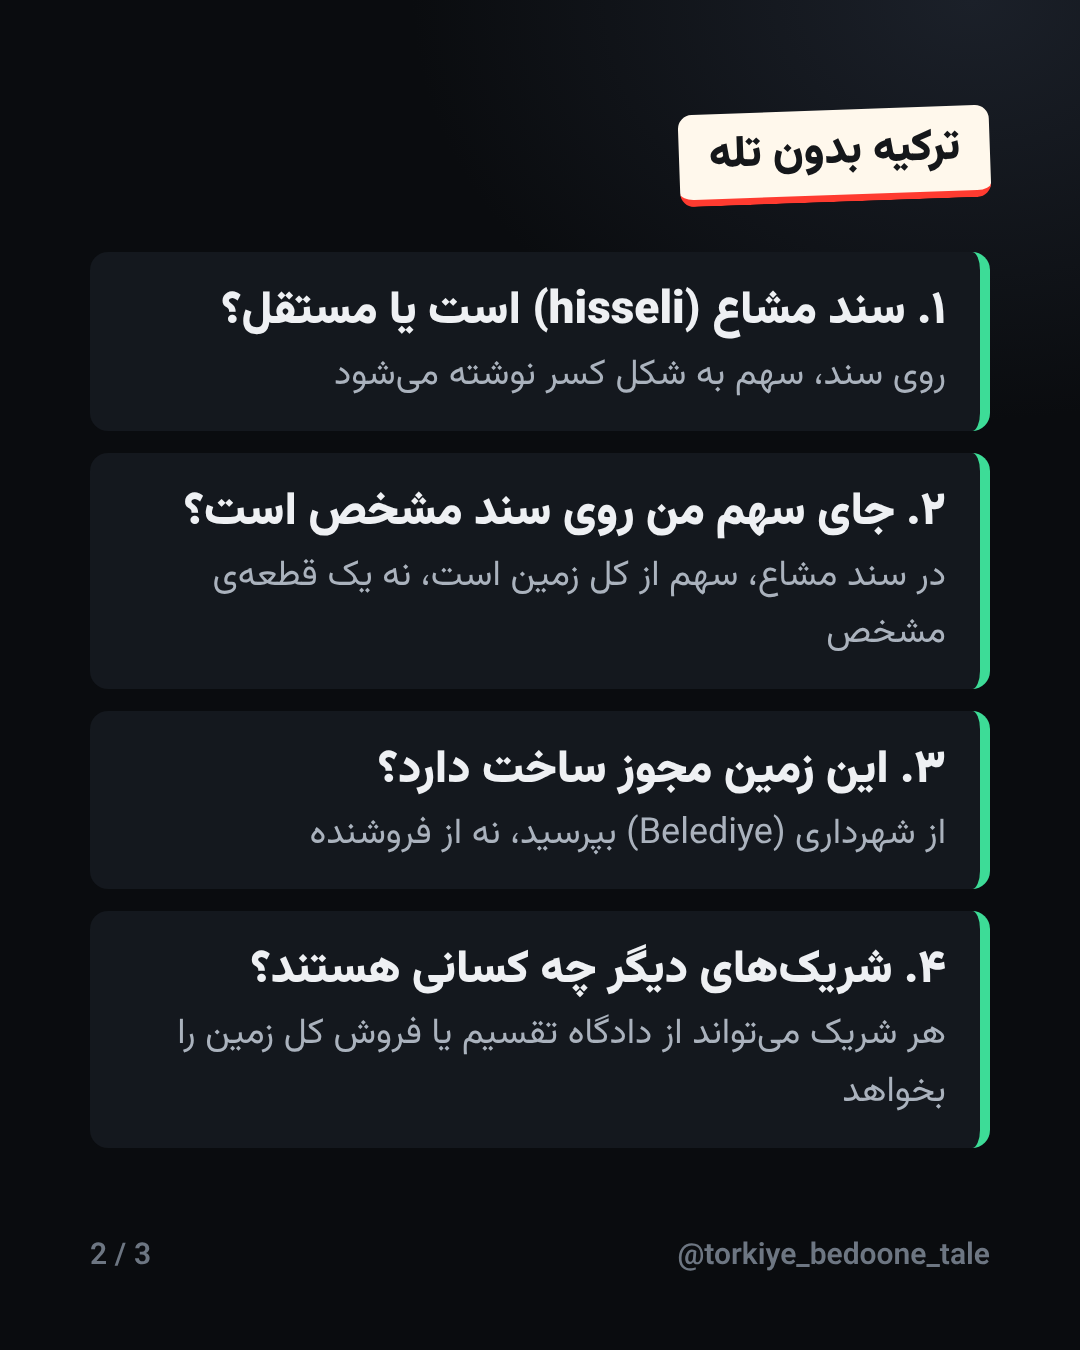 ترکیه بدون تله
۱. سند مشاع (hisseli) است یا مستقل؟
روی سند، سهم به شکل کسر نوشته می‌شود
۲. جای سهم من روی سند مشخص است؟
در سند مشاع، سهم از کل زمین است، نه یک قطعه‌ی
مشخص
۳. این زمین مجوز ساخت دارد؟
از شهرداری (Belediye) بپرسید، نه از فروشنده
۴. شریک‌های دیگر چه کسانی هستند؟
هر شریک می‌تواند از دادگاه تقسیم یا فروش کل زمین را
بخواهد
@torkiye_bedoone_tale
2 / 3